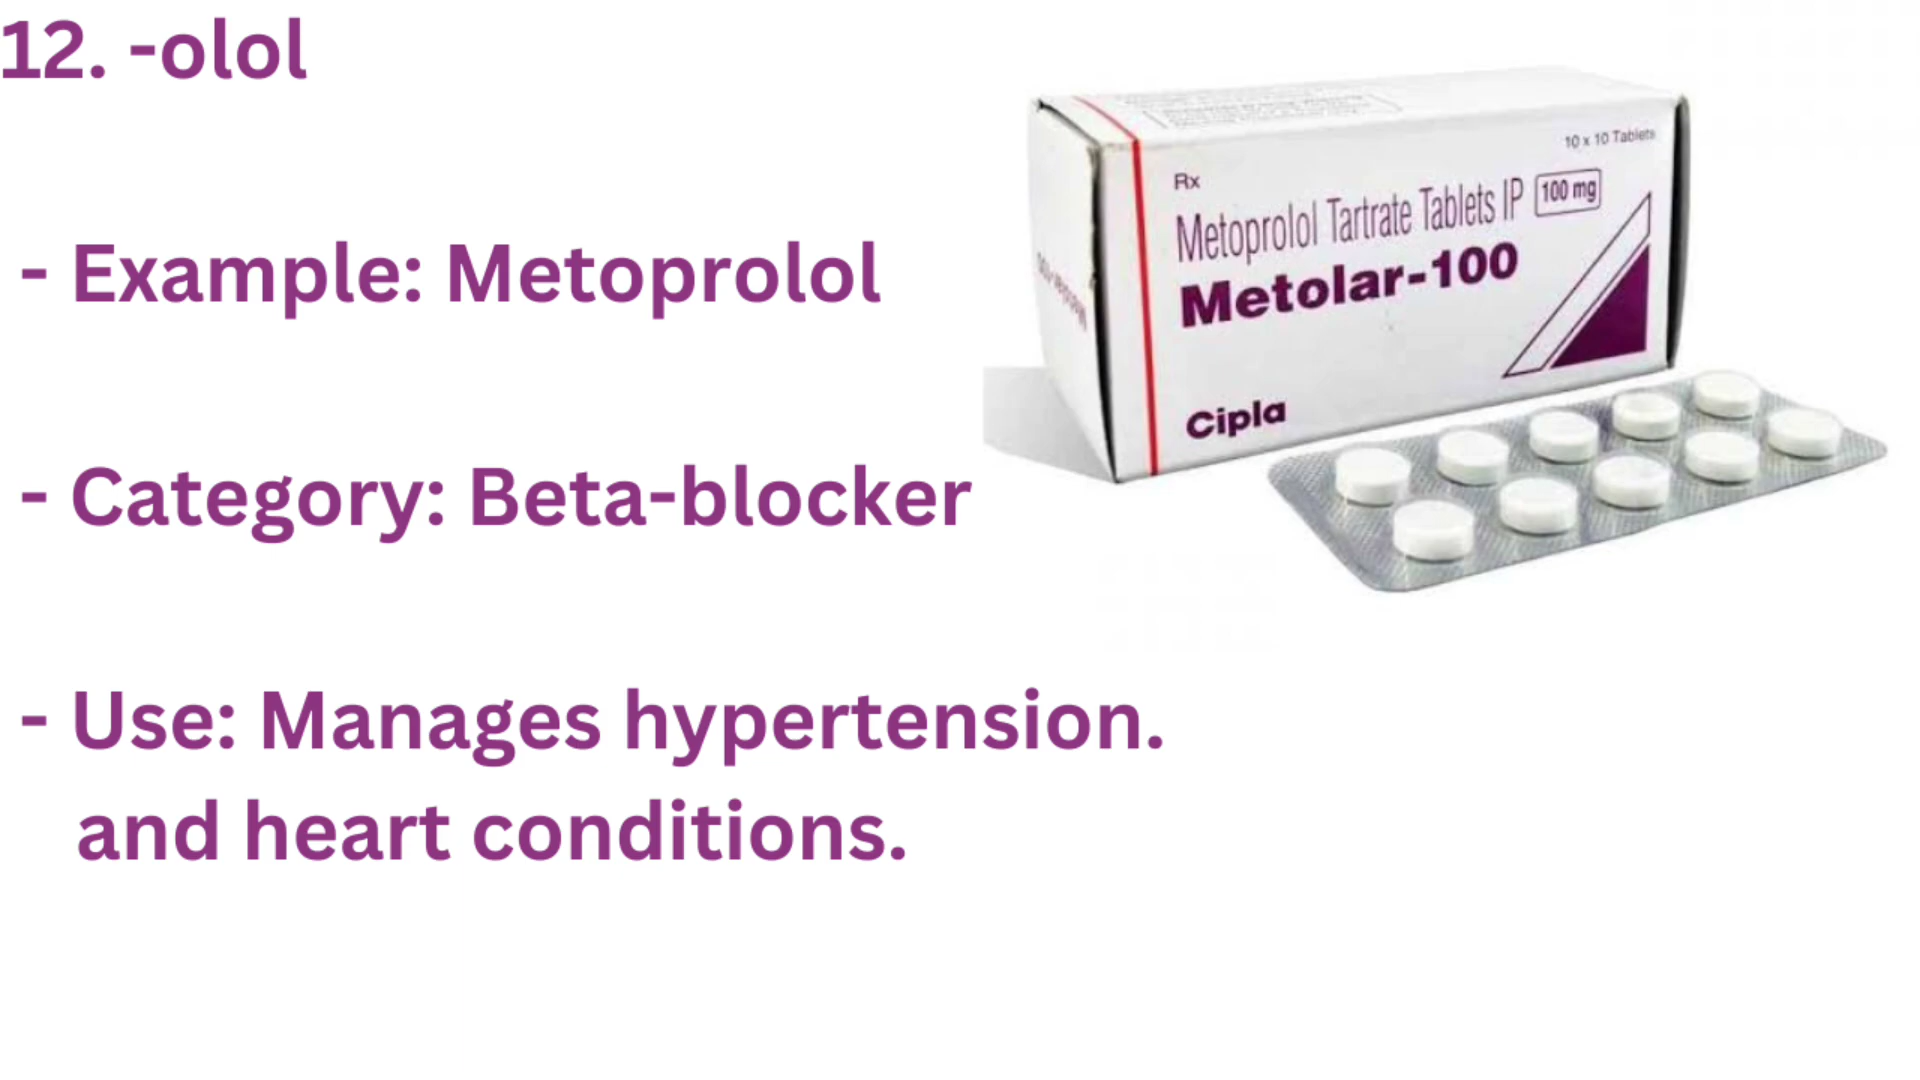 12. -olol
- Example: Metoprolol
- Category: Beta-blocker
- Use: Manages hypertension.
and heart conditions.
10 x 10 Tablets
Rx
Metoprolol Tartrate Tablets IP 100 mg
Metolar-100
Cipla